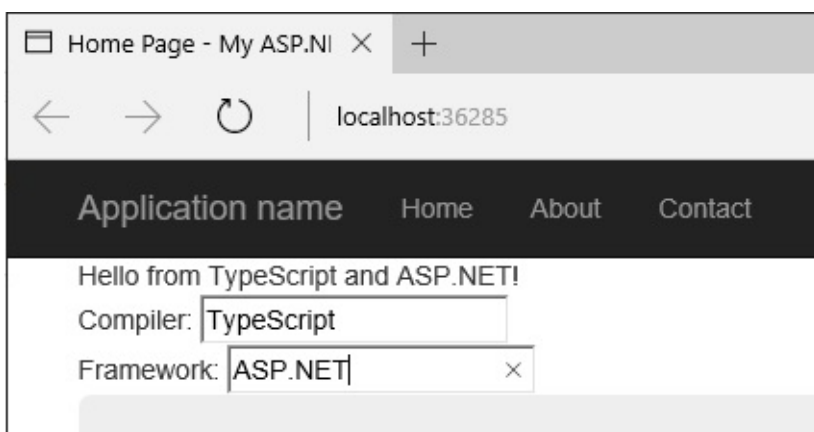 Home Page - My ASP.NI
localhost:36285
Application name Home About Contact
Hello from TypeScript and ASP.NET!
Compiler: TypeScript
Framework: ASP.NET